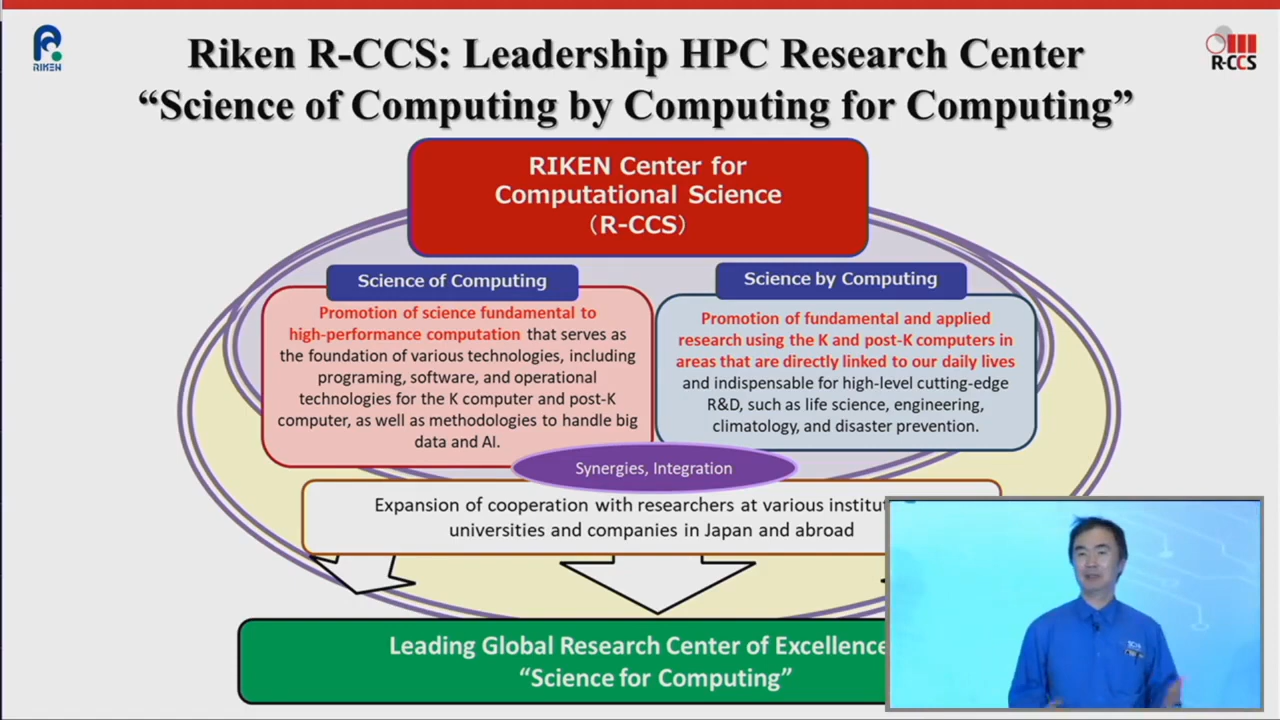 RIKEN
R-CCS
Riken R-CCS: Leadership HPC Research Center
“Science of Computing by Computing for Computing”
RIKEN Center for
Computational Science
（R-CCS）
Science of Computing
Promotion of science fundamental to
high-performance computation that serves as
the foundation of various technologies, including
programing, software, and operational
technologies for the K computer and post-K
computer, as well as methodologies to handle big
data and AI.
Science by Computing
Promotion of fundamental and applied
research using the K and post-K computers in
areas that are directly linked to our daily lives
and indispensable for high-level cutting-edge
R&D, such as life science, engineering,
climatology, and disaster prevention.
Synergies, Integration
Expansion of cooperation with researchers at various
universities and companies in Japan and abroad
Leading Global Research Center of Excellence
“Science for Computing”